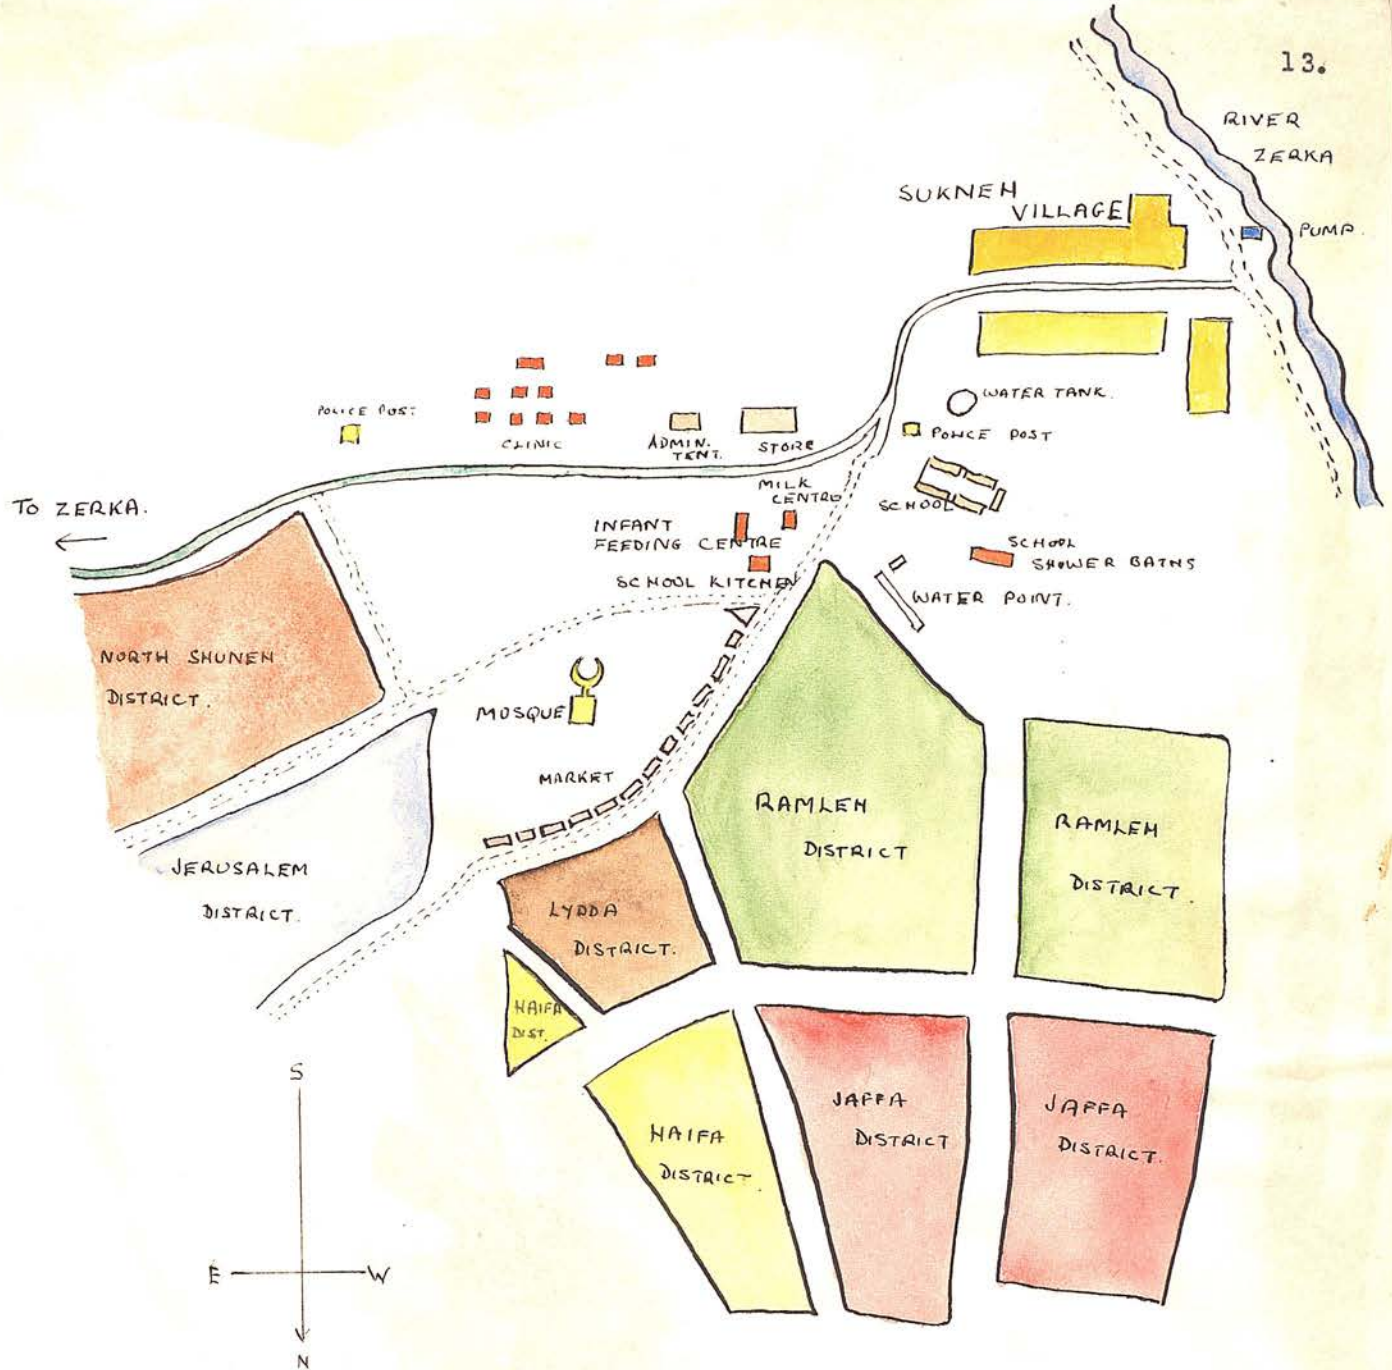 13.
RIVER
ZERKA
SUKNEH
VILLAGE
PUMP.
WATER TANK.
POLICE POST
POLICE POST
CLINIC
ADMIN.
TENT.
STORE
MILK
CENTRE
TO ZERKA.
SCHOOL
INFANT
FEEDING CENTRE
SCHOOL
SHOWER BATHS
SCHOOL KITCHEN
WATER POINT.
NORTH SHUNEH
DISTRICT.
MOSQUE
MARKET
RAMLEH
DISTRICT
RAMLEH
DISTRICT.
JERUSALEM
DISTRICT.
LYDDA
DISTRICT.
HAIFA
DIST.
JAFFA
DISTRICT
JAFFA
DISTRICT.
HAIFA
DISTRICT.
S
E
W
N